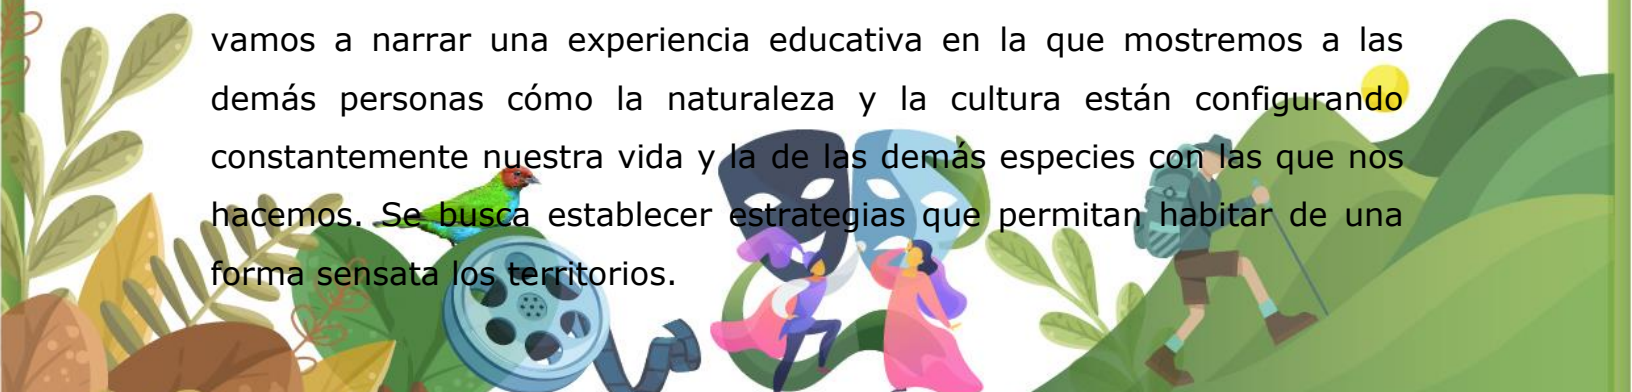 vamos a narrar una experiencia educativa en la que mostremos a las
demás personas cómo la naturaleza y la cultura están configurando
constantemente nuestra vida y la de las demás especies con las que nos
hacemos. Se busca establecer estrategias que permitan habitar de una
forma sensata los territorios.